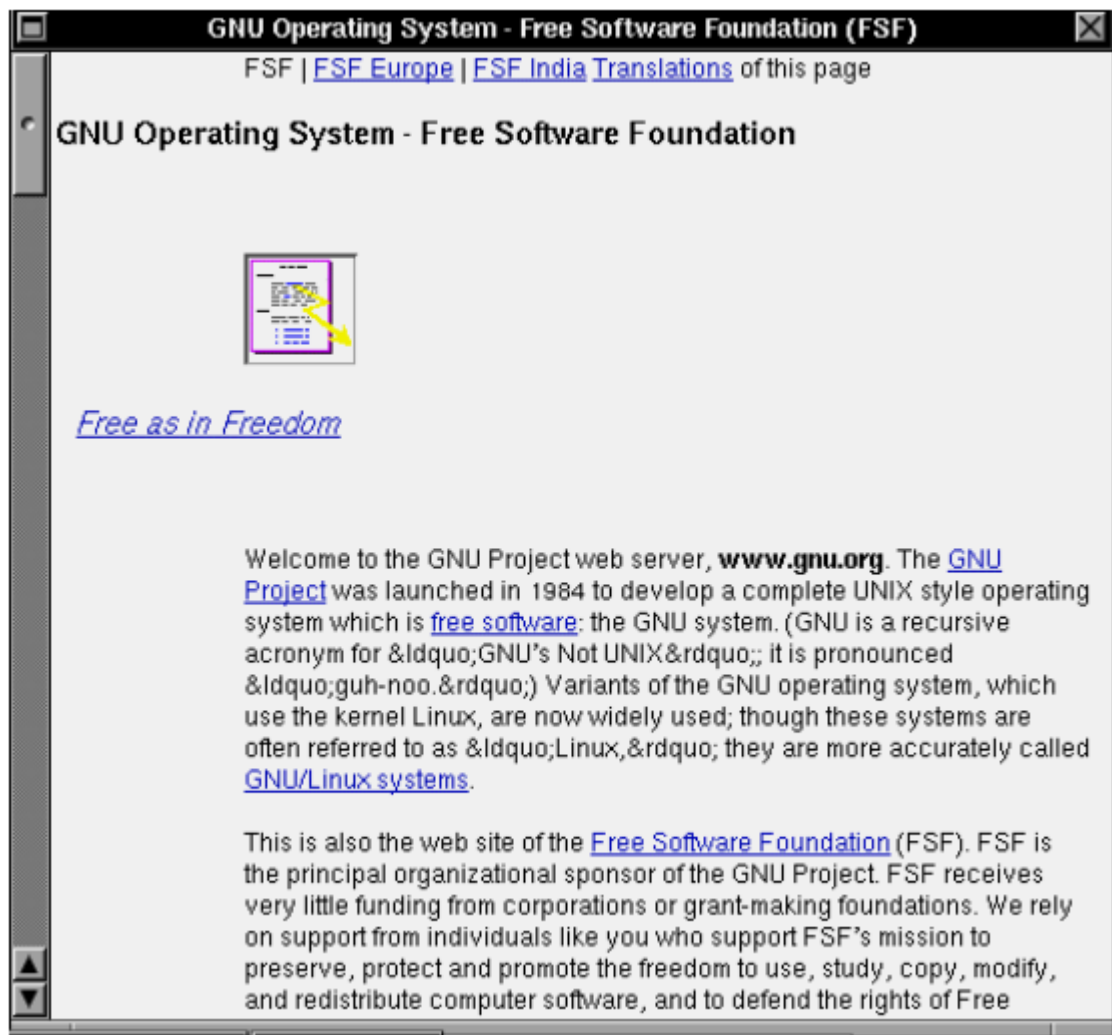 GNU Operating System - Free Software Foundation (FSF)
FSF | FSF Europe | FSF India Translations of this page
GNU Operating System - Free Software Foundation
Free as in Freedom
Welcome to the GNU Project web server, www.gnu.org. The GNU
Project was launched in 1984 to develop a complete UNIX style operating
system which is free software: the GNU system. (GNU is a recursive
acronym for &ldquo;GNU's Not UNIX&rdquo;; it is pronounced
&ldquo;guh-noo.&rdquo;) Variants of the GNU operating system, which
use the kernel Linux, are now widely used; though these systems are
often referred to as &ldquo;Linux,&rdquo; they are more accurately called
GNU/Linux systems.
This is also the web site of the Free Software Foundation (FSF). FSF is
the principal organizational sponsor of the GNU Project. FSF receives
very little funding from corporations or grant-making foundations. We rely
on support from individuals like you who support FSF's mission to
preserve, protect and promote the freedom to use, study, copy, modify,
and redistribute computer software, and to defend the rights of Free